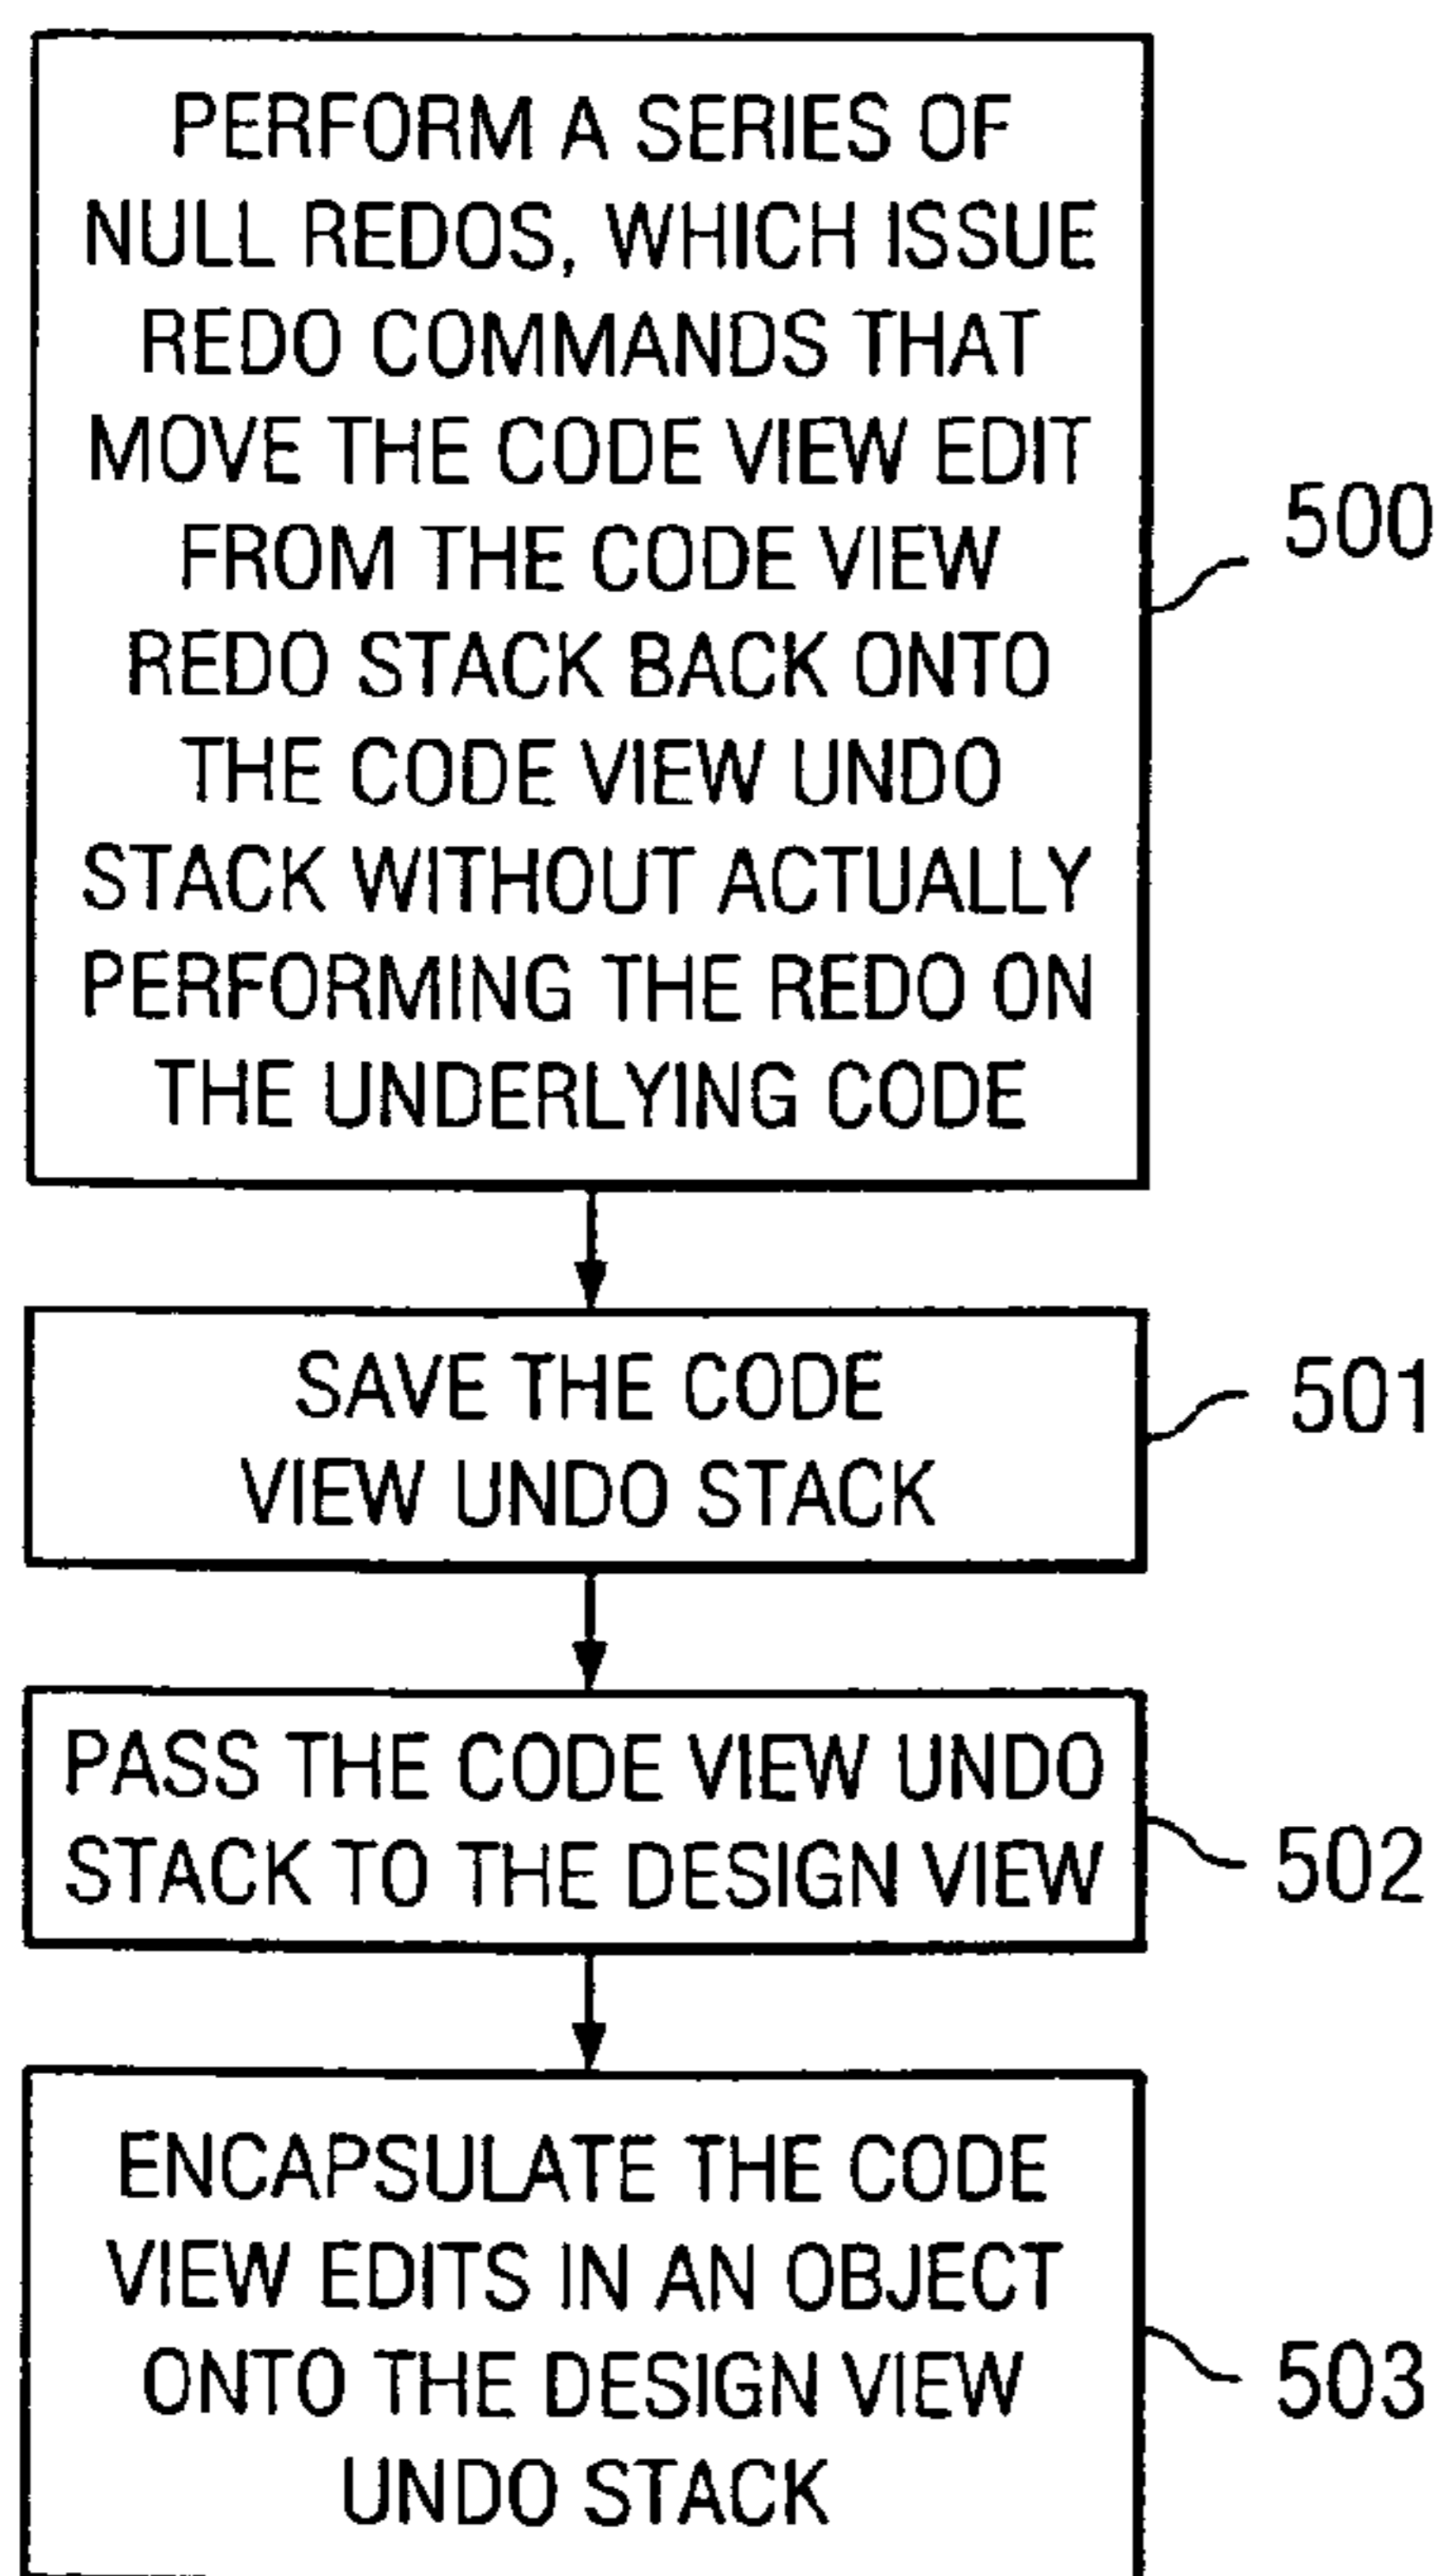 PERFORM A SERIES OF
NULL REDOS, WHICH ISSUE
REDO COMMANDS THAT
MOVE THE CODE VIEW EDIT
FROM THE CODE VIEW
REDO STACK BACK ONTO
THE CODE VIEW UNDO
STACK WITHOUT ACTUALLY
PERFORMING THE REDO ON
THE UNDERLYING CODE
500
SAVE THE CODE
VIEW UNDO STACK
501
PASS THE CODE VIEW UNDO
STACK TO THE DESIGN VIEW
502
ENCAPSULATE THE CODE
VIEW EDITS IN AN OBJECT
ONTO THE DESIGN VIEW
UNDO STACK
503